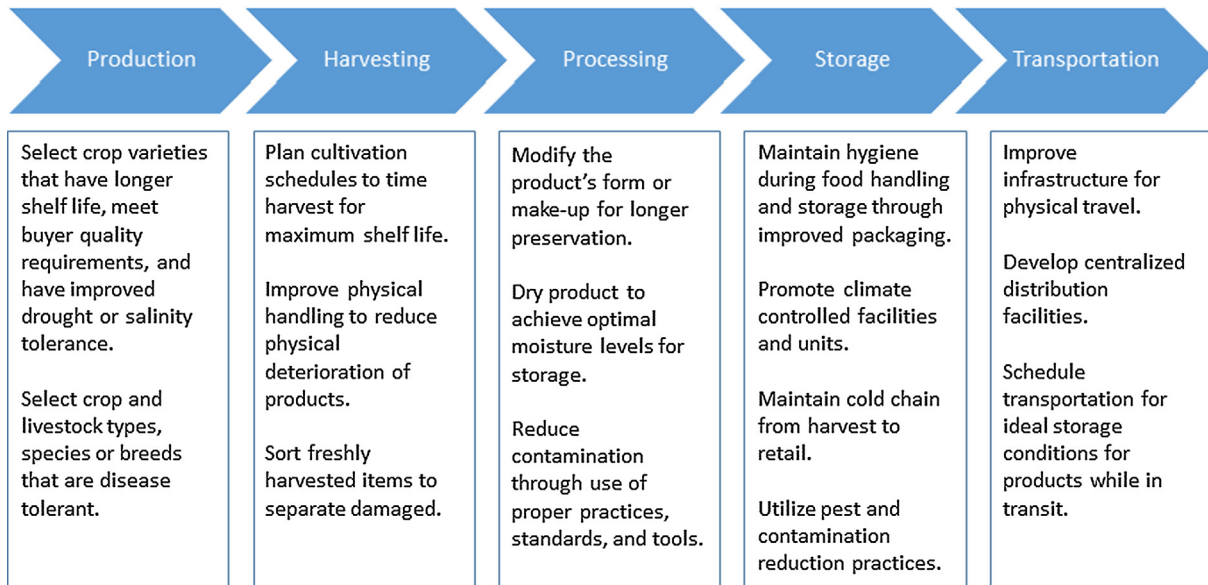 Production
Harvesting
Processing
Storage
Transportation
Select crop varieties
that have longer
shelf life, meet
buyer quality
requirements, and
have improved
drought or salinity
tolerance.
Select crop and
livestock types,
species or breeds
that are disease
tolerant.
Plan cultivation
schedules to time
harvest for
maximum shelf life.
Improve physical
handling to reduce
physical
deterioration of
products.
Sort freshly
harvested items to
separate damaged.
Modify the
product’s form or
make-up for longer
preservation.
Dry product to
achieve optimal
moisture levels for
storage.
Reduce
contamination
through use of
proper practices,
standards, and tools.
Maintain hygiene
during food handling
and storage through
improved packaging.
Promote climate
controlled facilities
and units.
Maintain cold chain
from harvest to
retail.
Utilize pest and
contamination
reduction practices.
Improve
infrastructure for
physical travel.
Develop centralized
distribution
facilities.
Schedule
transportation for
ideal storage
conditions for
products while in
transit.